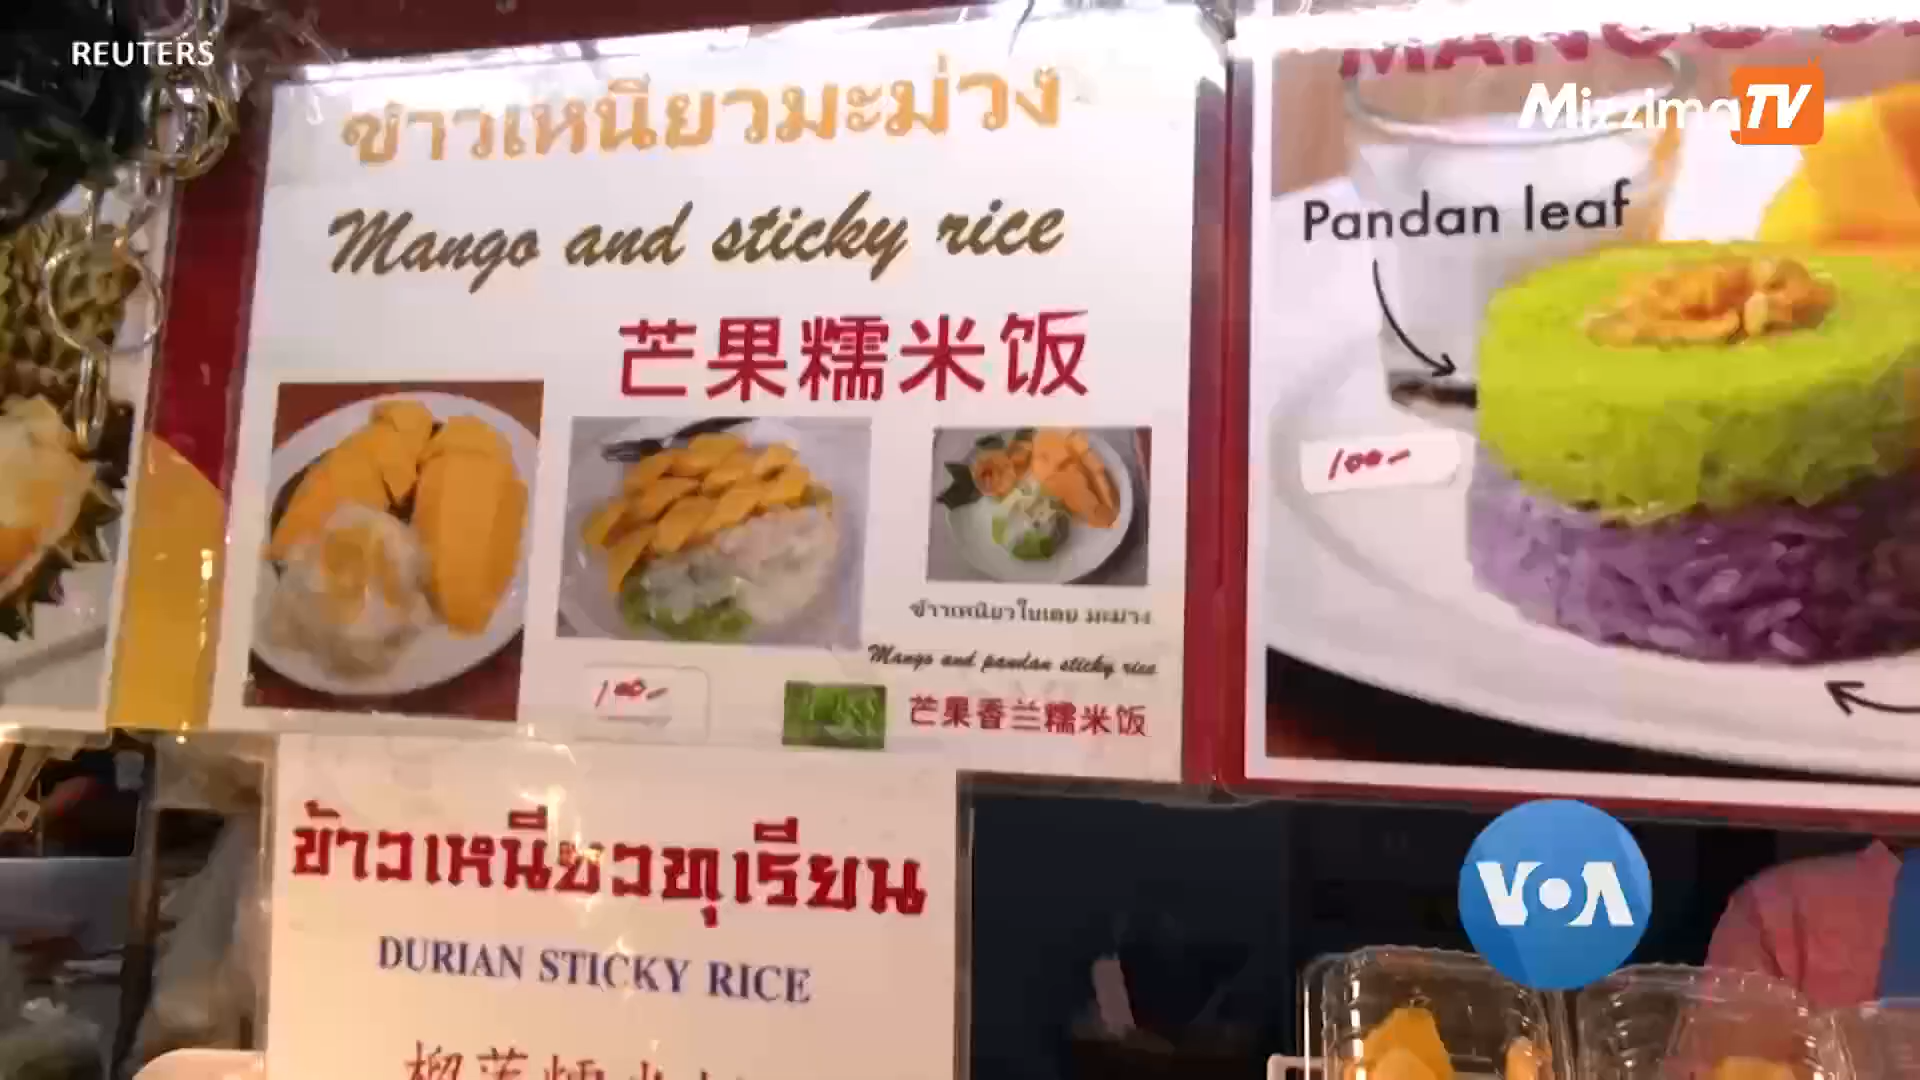 REUTERS
ข้าวเหนียวมะม่วง
Mango and sticky rice
芒果糯米饭
ข้าวเหนียวใบเตย มะม่วง
Mango and pandan sticky rice
芒果香兰糯米饭
100-
ข้าวเหนียวทุเรียน
DURIAN STICKY RICE
MizzimaTV
Pandan leaf
100-
VOA